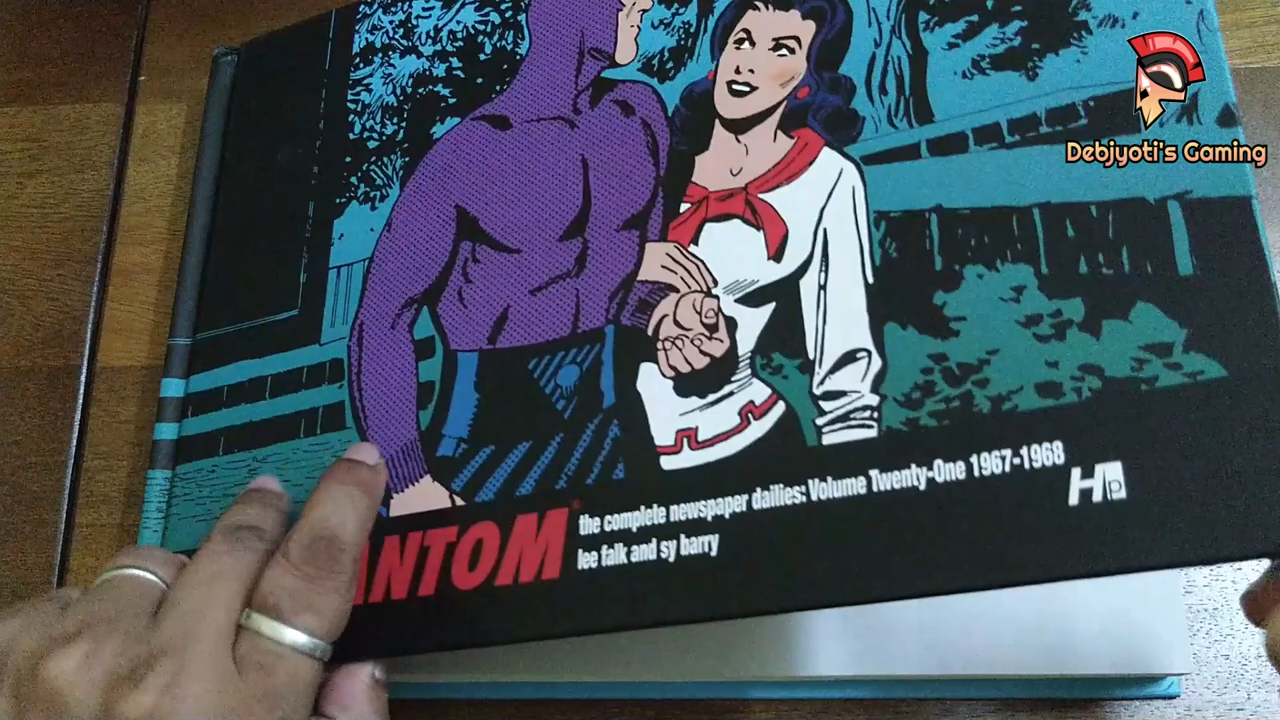 Debjyoti's Gaming
ANTOM
the complete newspaper dailies: Volume Twenty-One 1967-1968
lee falk and sy barry
Hp